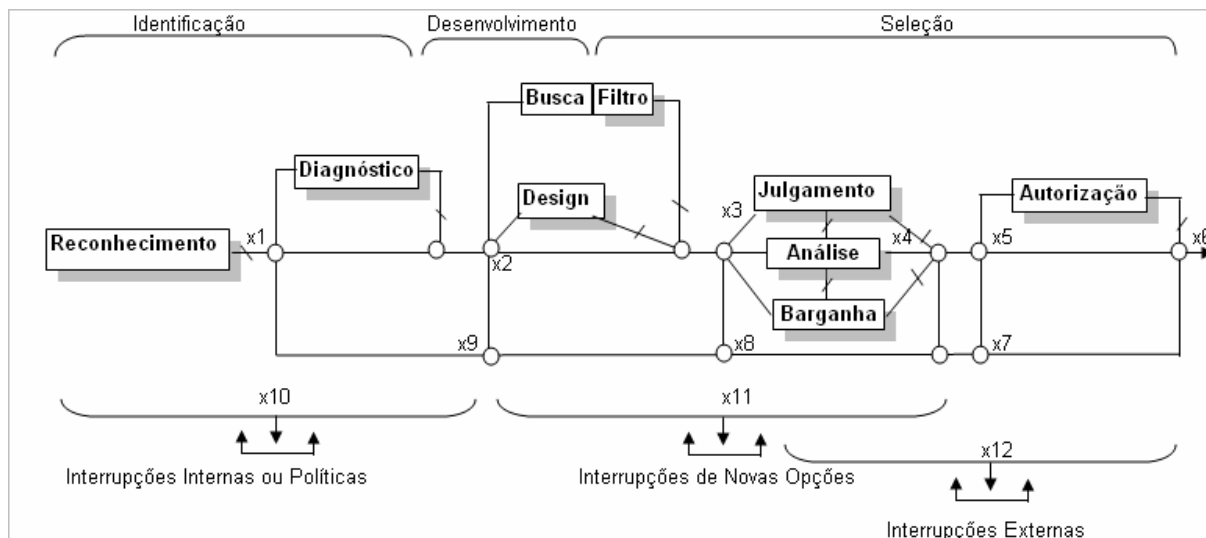 Identificação
Desenvolvimento
Seleção
Busca
Filtro
Diagnóstico
Design
Julgamento
Autorização
Reconhecimento
x1
x2
x3
Análise
x4
x5
x6
Barganha
x9
x8
x7
x10
x11
x12
Interrupções Internas ou Políticas
Interrupções de Novas Opções
Interrupções Externas